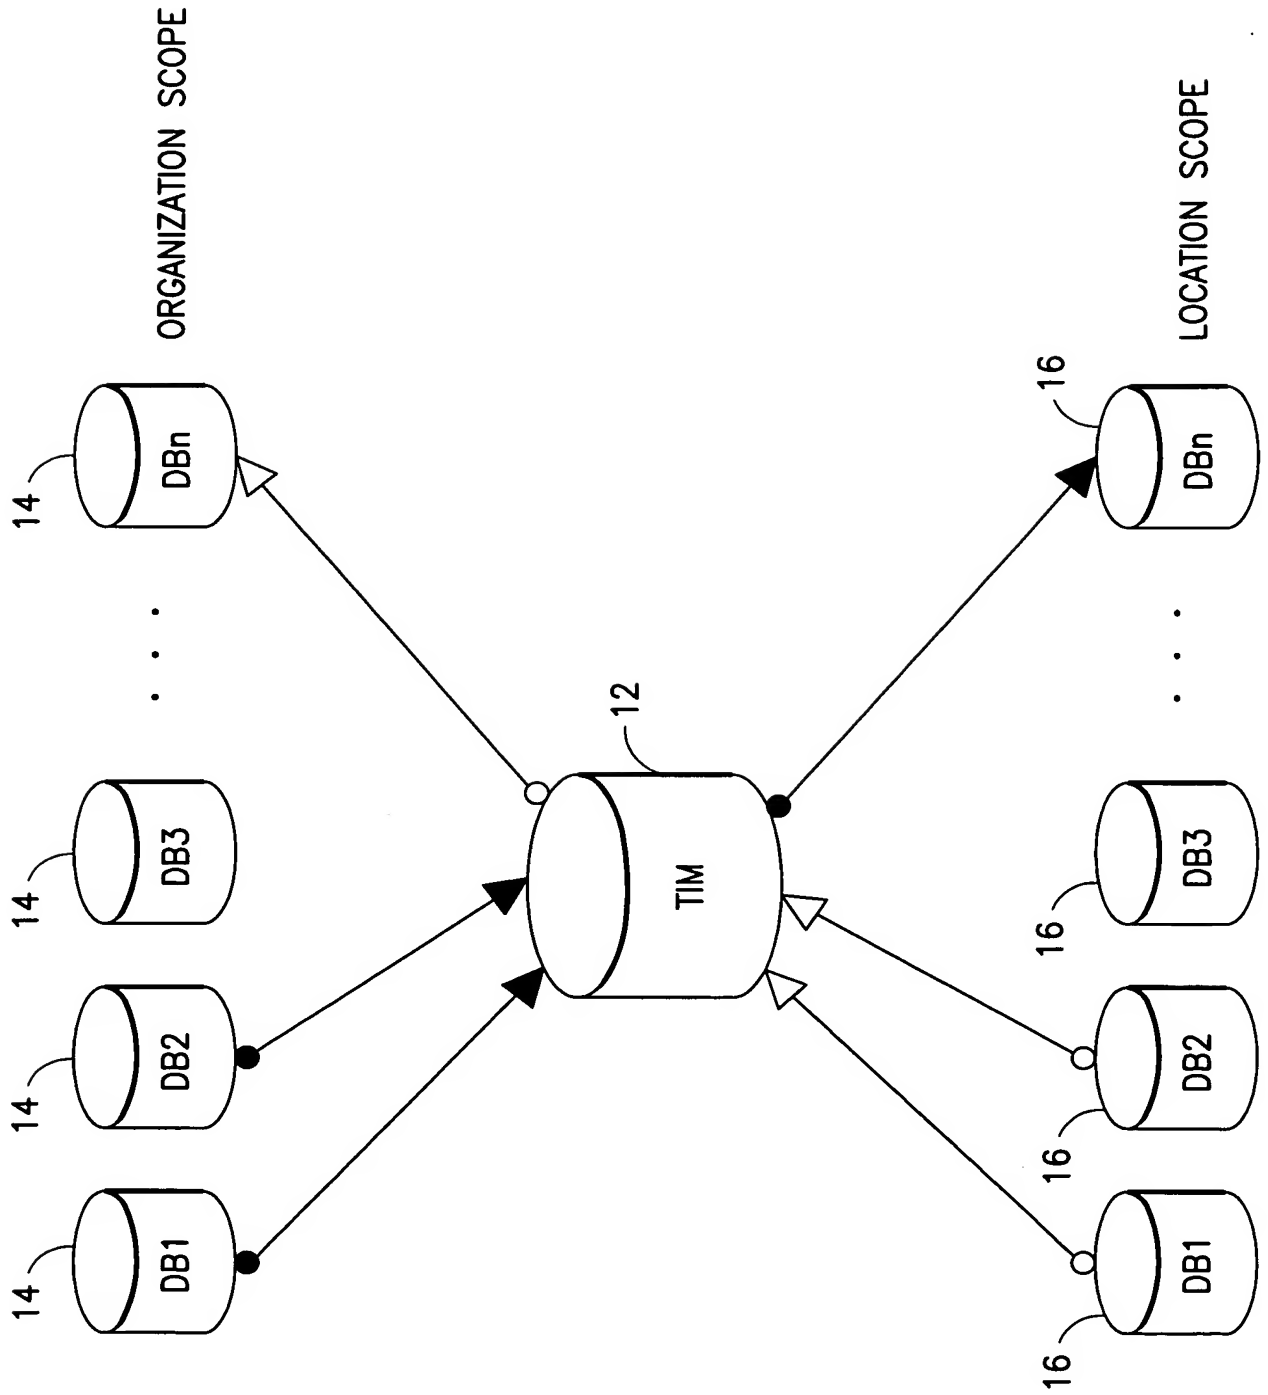 14
14
14
14
DB1
DB2
DB3
. . .
DBn
ORGANIZATION SCOPE
TIM
12
16
16
16
16
DB1
DB2
DB3
. . .
DBn
LOCATION SCOPE